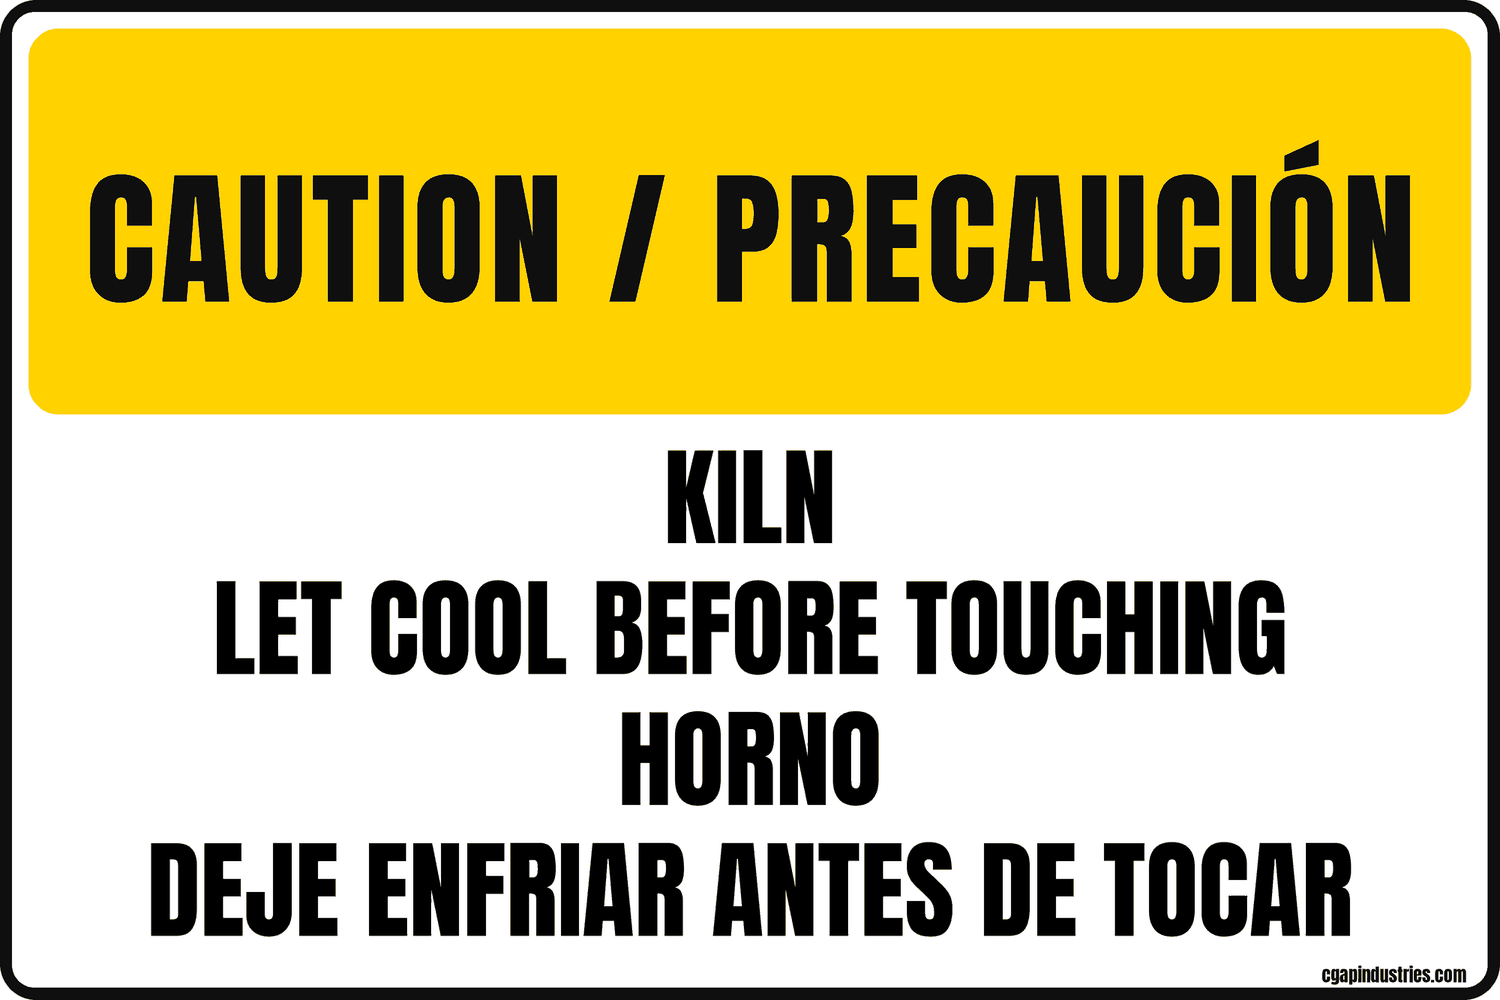 CAUTION / PRECAUCIÓN
KILN
LET COOL BEFORE TOUCHING
HORNO
DEJE ENFRIAR ANTES DE TOCAR
cgapindustries.com